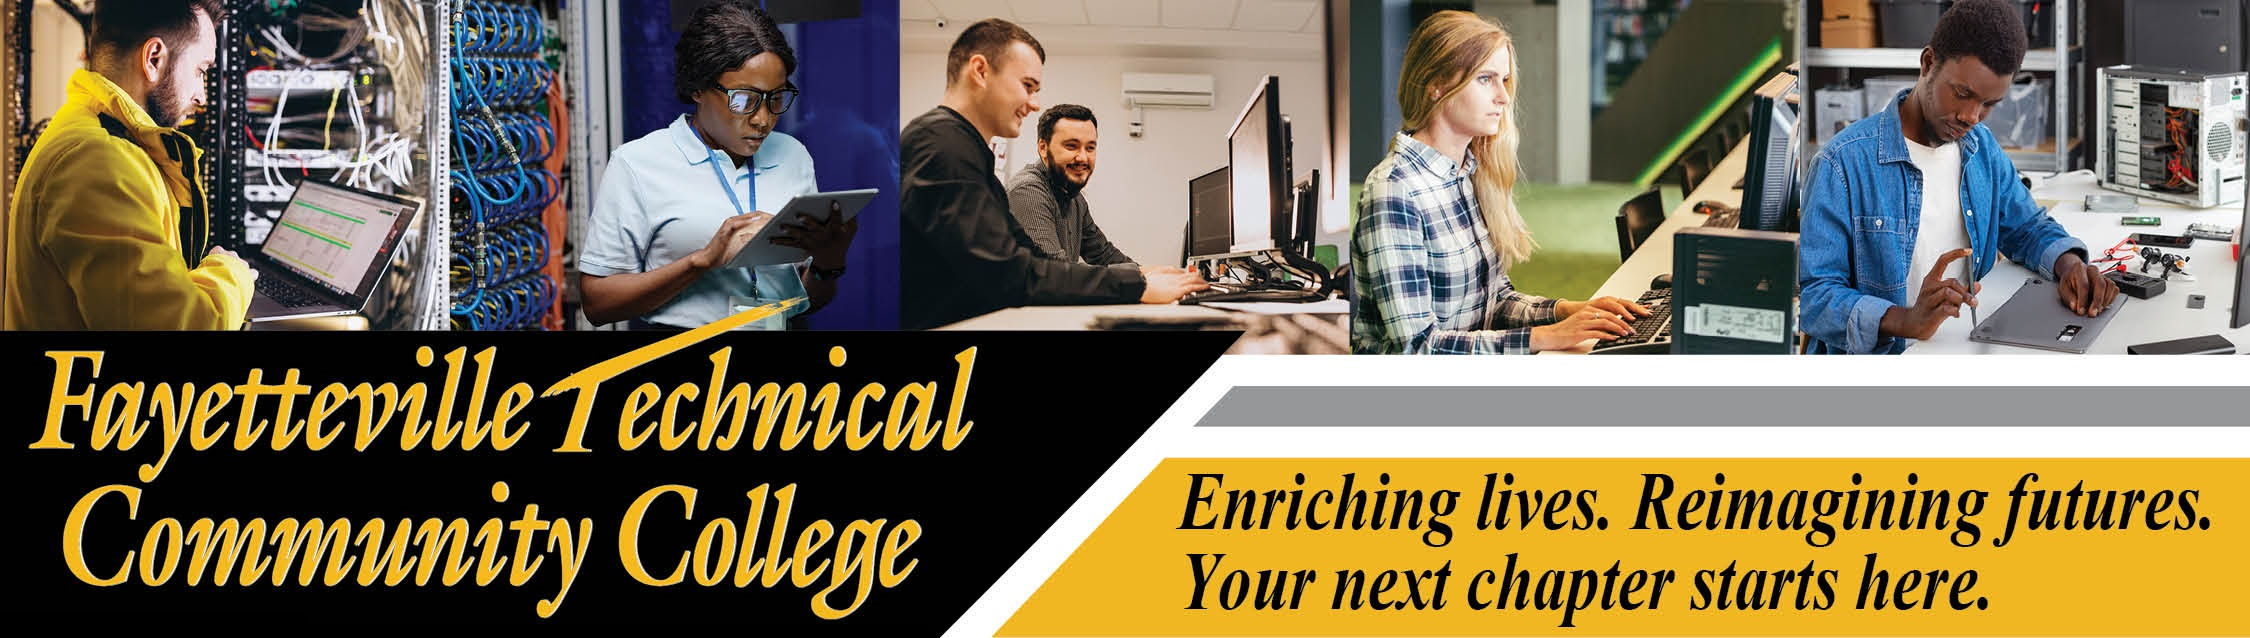 Fayetteville Technical
Community College
Enriching lives. Reimagining futures.
Your next chapter starts here.